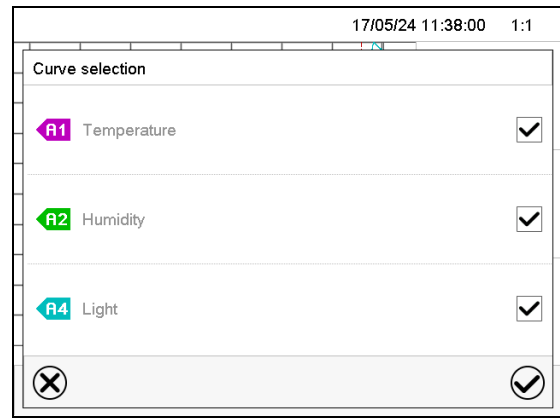 17/05/24 11:38:00 1:1
Curve selection
A1 Temperature
A2 Humidity
A4 Light